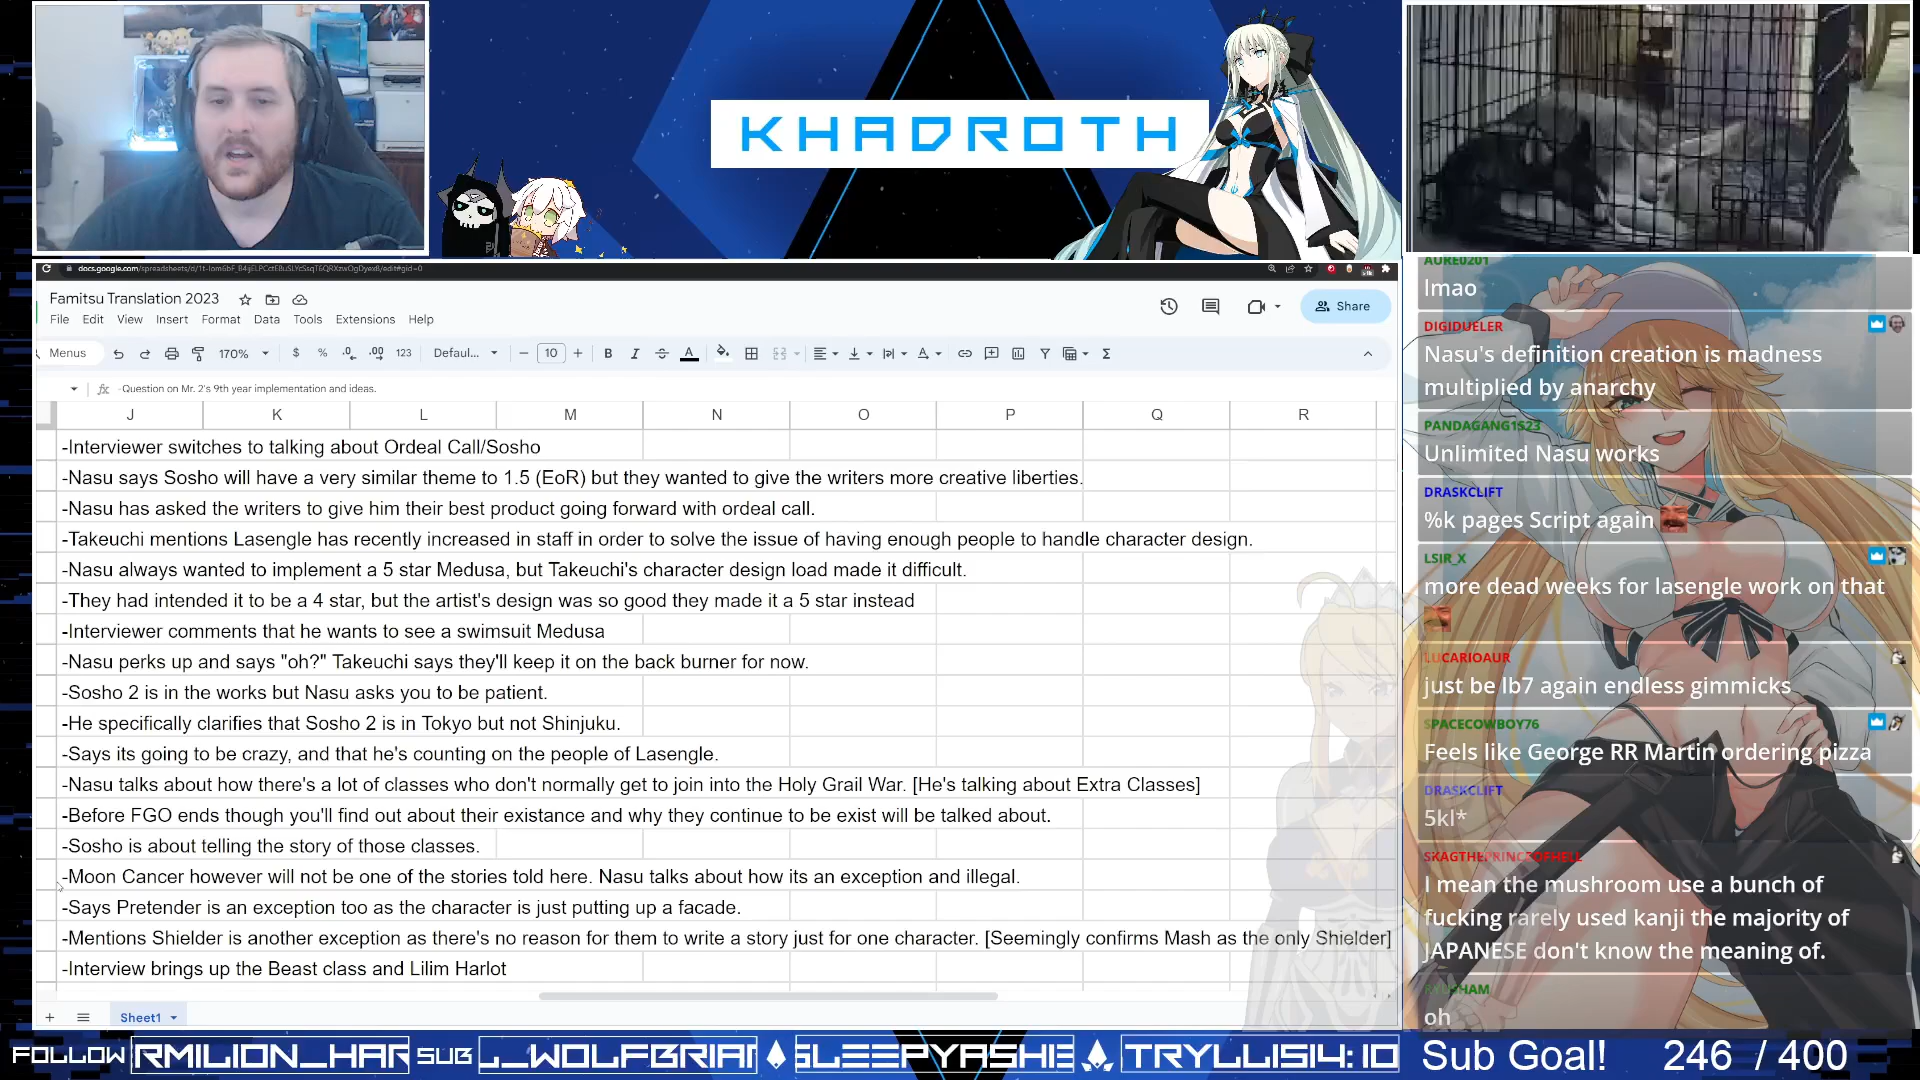 KHADROTH
docs.google.com/spreadsheets/d/
Famitsu Translation 2023
Share
File Edit View Insert Format Data Tools Extensions Help
Menus 170% $ % .0 .00 123 Defaul... 10 B I A Σ
fx -Question on Mr. 2's 9th year implementation and ideas.
J K L M N O P Q R
-Interviewer switches to talking about Ordeal Call/Sosho
-Nasu says Sosho will have a very similar theme to 1.5 (EoR) but they wanted to give the writers more creative liberties.
-Nasu has asked the writers to give him their best product going forward with ordeal call.
-Takeuchi mentions Lasengle has recently increased in staff in order to solve the issue of having enough people to handle character design.
-Nasu always wanted to implement a 5 star Medusa, but Takeuchi's character design load made it difficult.
-They had intended it to be a 4 star, but the artist's design was so good they made it a 5 star instead
-Interviewer comments that he wants to see a swimsuit Medusa
-Nasu perks up and says "oh?" Takeuchi says they'll keep it on the back burner for now.
-Sosho 2 is in the works but Nasu asks you to be patient.
-He specifically clarifies that Sosho 2 is in Tokyo but not Shinjuku.
-Says its going to be crazy, and that he's counting on the people of Lasengle.
-Nasu talks about how there's a lot of classes who don't normally get to join into the Holy Grail War. [He's talking about Extra Classes]
-Before FGO ends though you'll find out about their existance and why they continue to be exist will be talked about.
-Sosho is about telling the story of those classes.
-Moon Cancer however will not be one of the stories told here. Nasu talks about how its an exception and illegal.
-Says Pretender is an exception too as the character is just putting up a facade.
-Mentions Shielder is another exception as there's no reason for them to write a story just for one character. [Seemingly confirms Mash as the only Shielder]
-Interview brings up the Beast class and Lilim Harlot
Sheet1
AURE0201
lmao
DIGIDUELER
Nasu's definition creation is madness
multiplied by anarchy
PANDAGANG1523
Unlimited Nasu works
DRASKCLIFT
%k pages Script again
LSIR_X
more dead weeks for lasengle work on that
LUCARIOAUR
just be lb7 again endless gimmicks
SPACECOWBOY76
Feels like George RR Martin ordering pizza
DRASKCLIFT
5kl*
SKAGTHEPRINCEOFHELL
I mean the mushroom use a bunch of
fucking rarely used kanji the majority of
JAPANESE don't know the meaning of.
oh
FOLLOW RMILION_HAR SUB L_WOLFBRIAR SLEEPYASHE TRYLLISI4: 10 Sub Goal! 246 / 400